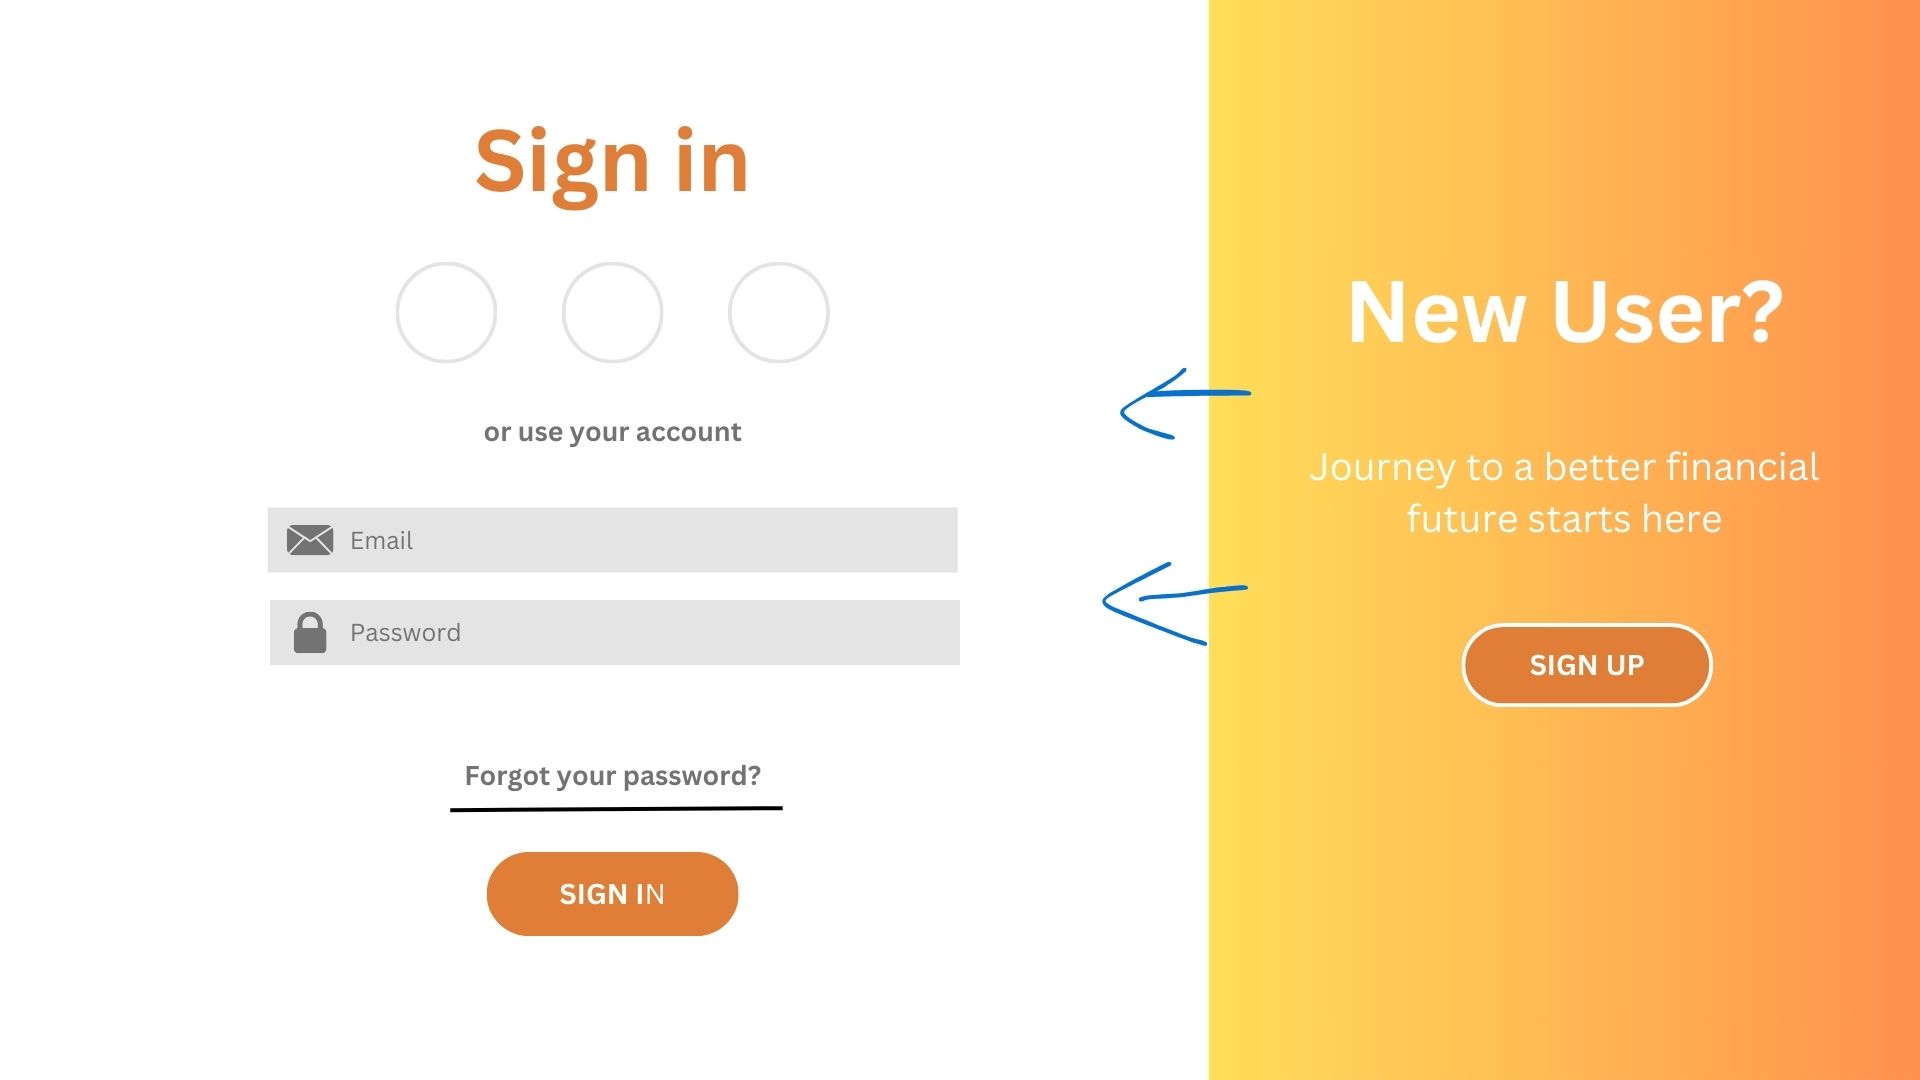 Sign in
or use your account
Email
Password
Forgot your password?
SIGN IN
New User?
Journey to a better financial
future starts here
SIGN UP